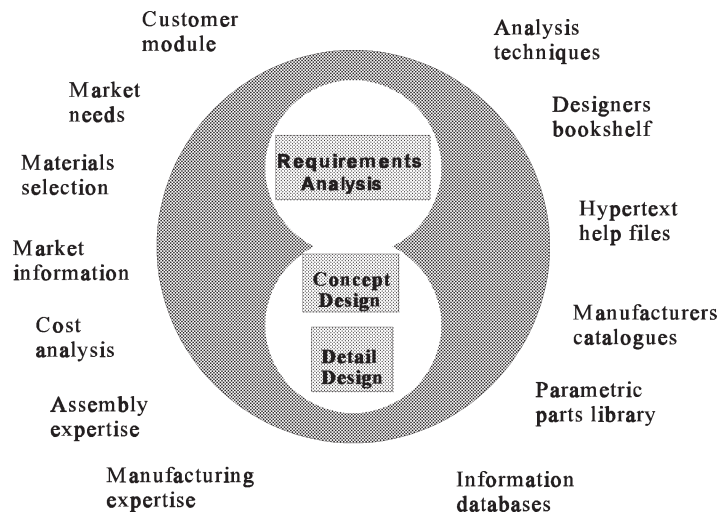 Customer
module
Market
needs
Materials
selection
Market
information
Cost
analysis
Assembly
expertise
Manufacturing
expertise
Requirements
Analysis
Concept
Design
Detail
Design
Analysis
techniques
Designers
bookshelf
Hypertext
help files
Manufacturers
catalogues
Parametric
parts library
Information
databases